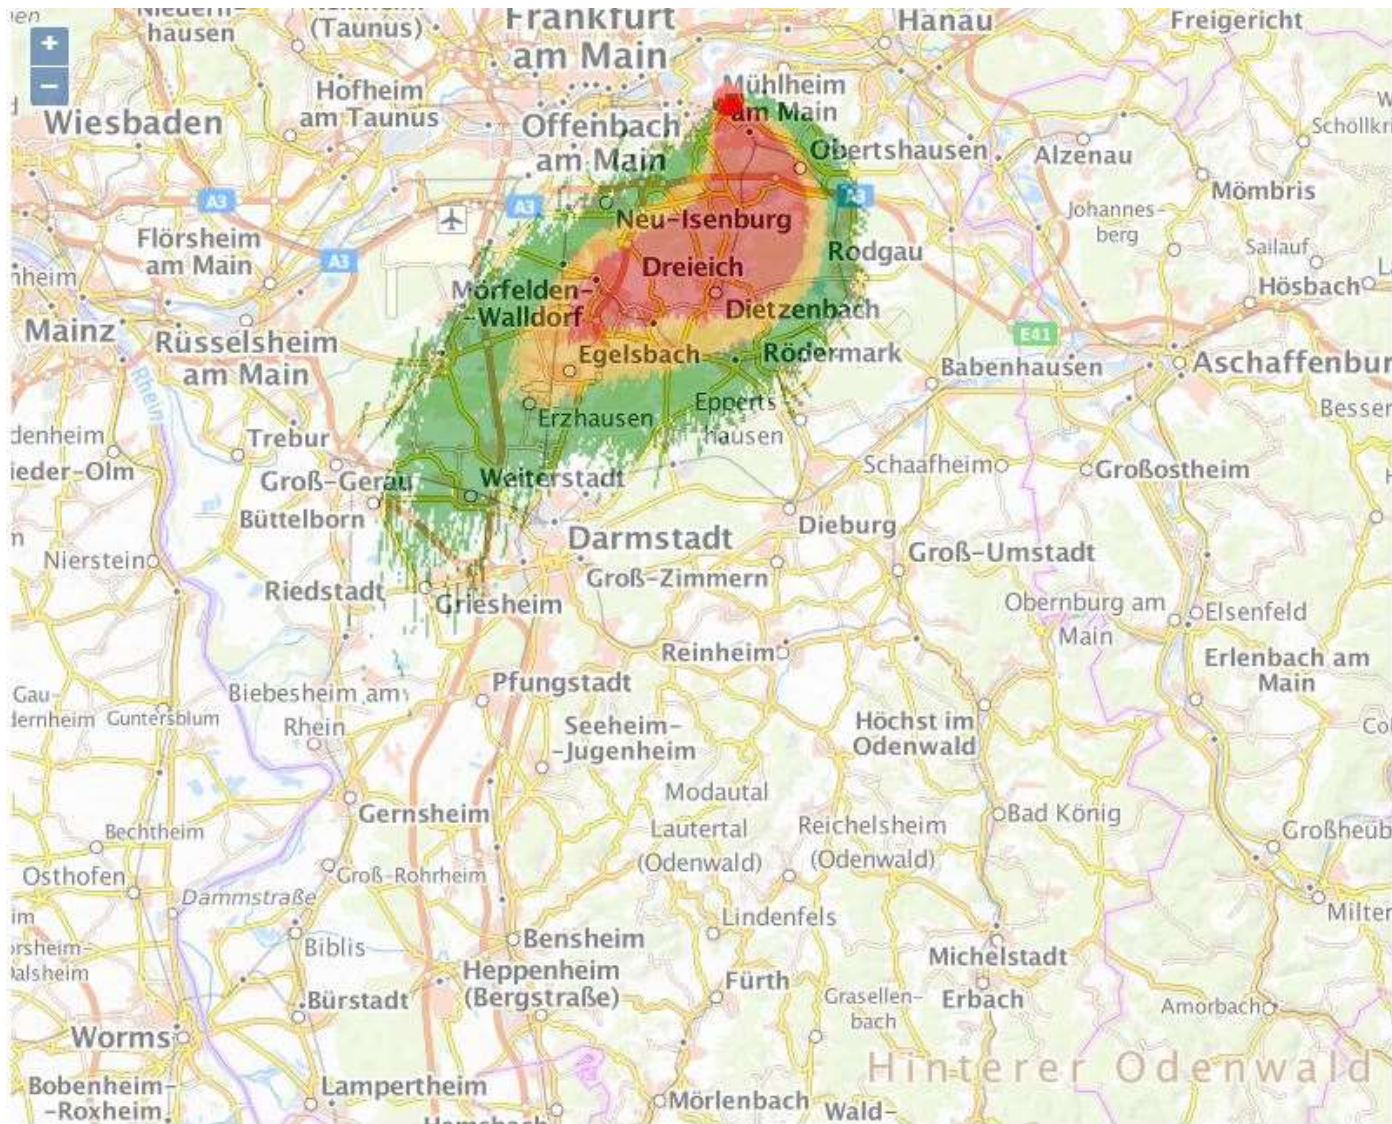 hausen
(Taunus)
Frankfurt
am Main
Hanau
Freigericht
+
−
Hofheim
am Taunus
Mühlheim
am Main
Wiesbaden
Offenbach
am Main
Obertshausen
Alzenau
Mömbris
A3
A3
A3
A3
Neu-Isenburg
Johannes-
berg
Flörsheim
am Main
Rodgau
Sailauf
Dreieich
Hösbach
Mörfelden-
-Walldorf
Dietzenbach
Mainz
Rüsselsheim
am Main
E41
Egelsbach
Rödermark
Babenhausen
Aschaffenbur
Rhein
Erzhausen
Epperts
hausen
Trebur
Besser
denheim
ieder-Olm
Groß-Gerau
Weiterstadt
Schaafheim
Großostheim
Büttelborn
Darmstadt
Dieburg
Nierstein
Groß-Umstadt
Groß-Zimmern
Riedstadt
Griesheim
Obernburg am
Main
Elsenfeld
Reinheim
Erlenbach am
Main
Gau-
dernheim
Guntersblum
Biebesheim am
Rhein
Pfungstadt
Seeheim-
-Jugenheim
Höchst im
Odenwald
Modautal
Gernsheim
Lautertal
(Odenwald)
Reichelsheim
(Odenwald)
Bad König
Bechtheim
Großheub
Osthofen
Groß-Rohrheim
Dammstraße
Milter
Lindenfels
Biblis
Bensheim
Michelstadt
Heppenheim
(Bergstraße)
Fürth
Grasellen-
bach
Erbach
Bürstadt
Amorbach
Worms
Hinterer Odenwald
Bobenheim-
-Roxheim
Lampertheim
Mörlenbach
Wald-